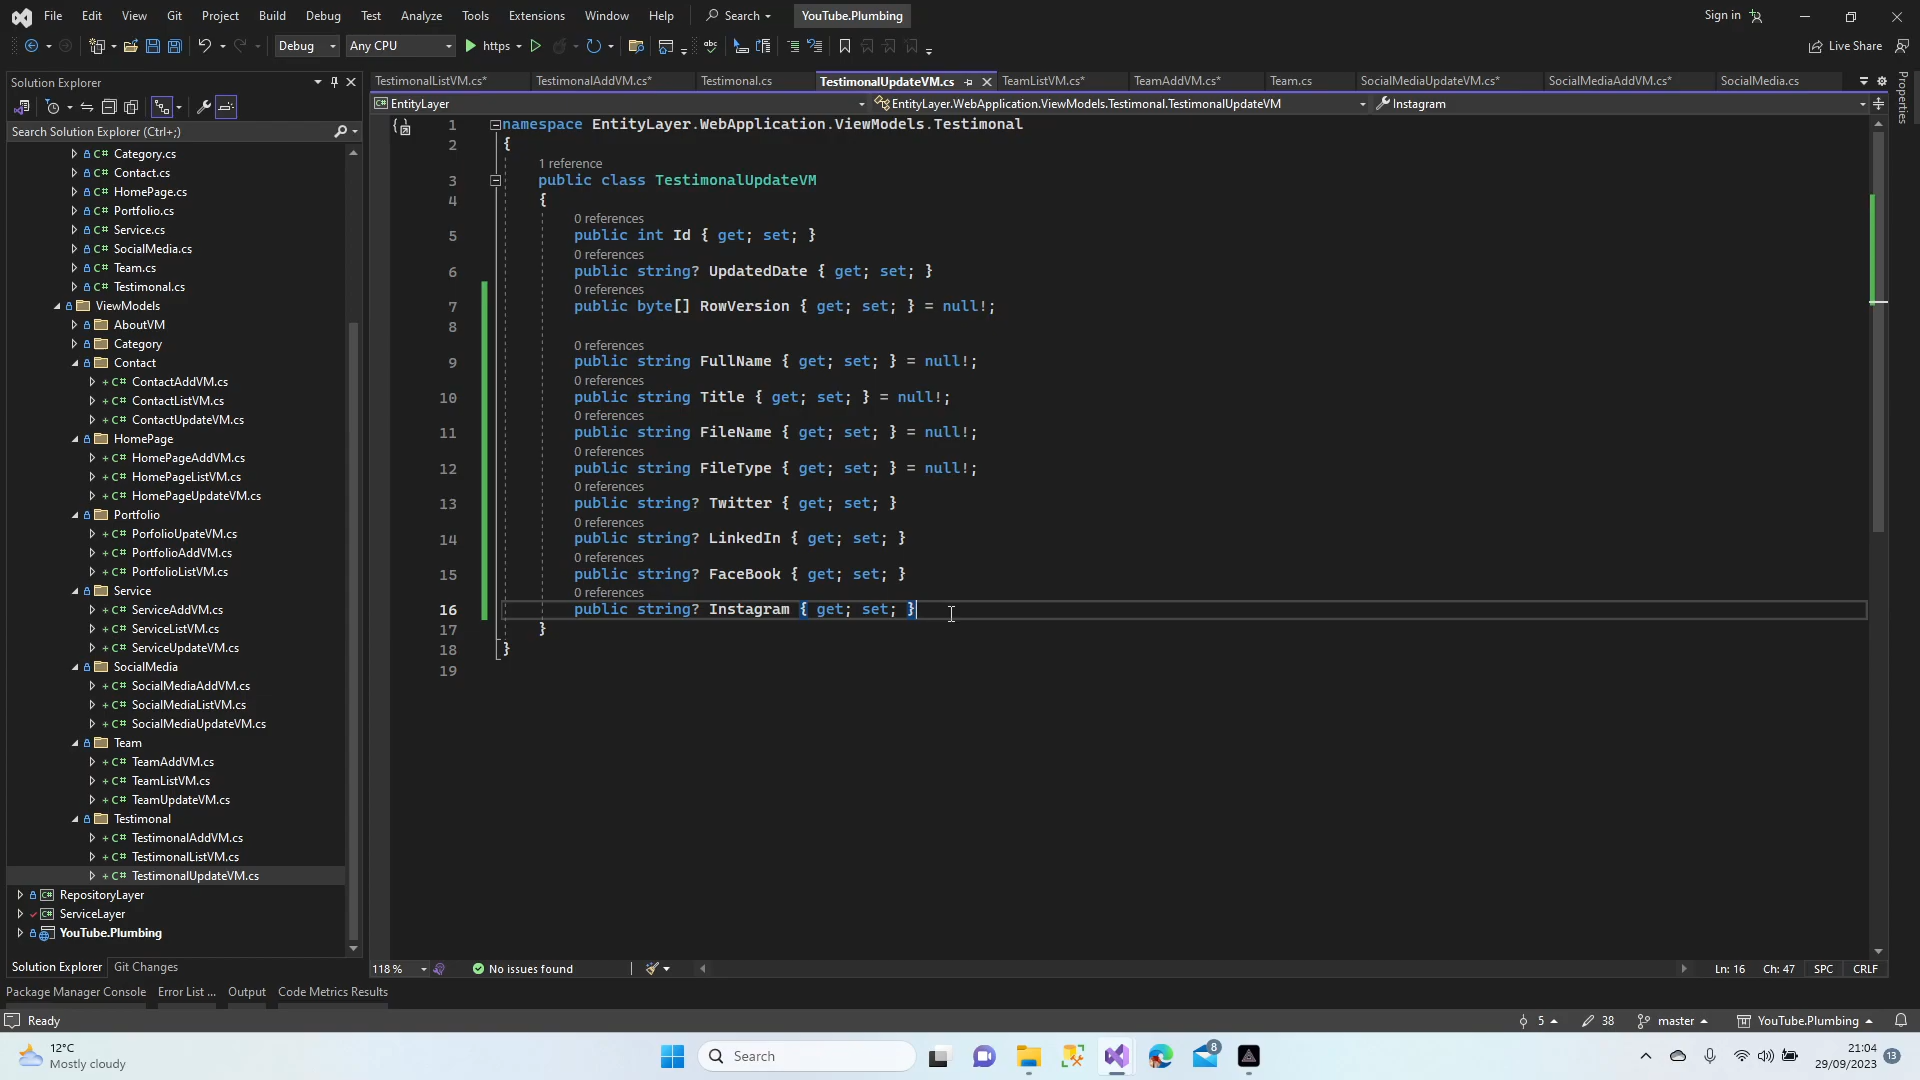 File Edit View Git Project Build Debug Test Analyze Tools Extensions Window Help Search YouTube.Plumbing Sign in
Debug Any CPU https Live Share
Solution Explorer
Search Solution Explorer (Ctrl+;)
C# Category.cs
C# Contact.cs
C# HomePage.cs
C# Portfolio.cs
C# Service.cs
C# SocialMedia.cs
C# Team.cs
C# Testimonal.cs
ViewModels
AboutVM
Category
Contact
+ C# ContactAddVM.cs
+ C# ContactListVM.cs
+ C# ContactUpdateVM.cs
HomePage
+ C# HomePageAddVM.cs
+ C# HomePageListVM.cs
+ C# HomePageUpdateVM.cs
Portfolio
+ C# PorfolioUpateVM.cs
+ C# PortfolioAddVM.cs
+ C# PortfolioListVM.cs
Service
+ C# ServiceAddVM.cs
+ C# ServiceListVM.cs
+ C# ServiceUpdateVM.cs
SocialMedia
+ C# SocialMediaAddVM.cs
+ C# SocialMediaListVM.cs
+ C# SocialMediaUpdateVM.cs
Team
+ C# TeamAddVM.cs
+ C# TeamListVM.cs
+ C# TeamUpdateVM.cs
Testimonal
+ C# TestimonalAddVM.cs
+ C# TestimonalListVM.cs
+ C# TestimonalUpdateVM.cs
C# RepositoryLayer
C# ServiceLayer
YouTube.Plumbing
Solution Explorer Git Changes
TestimonalListVM.cs* TestimonalAddVM.cs* Testimonal.cs TestimonalUpdateVM.cs TeamListVM.cs* TeamAddVM.cs* Team.cs SocialMediaUpdateVM.cs* SocialMediaAddVM.cs* SocialMedia.cs
Properties
C# EntityLayer EntityLayer.WebApplication.ViewModels.Testimonal.TestimonalUpdateVM Instagram
1 namespace EntityLayer.WebApplication.ViewModels.Testimonal
2 {
1 reference
3 public class TestimonalUpdateVM
4 {
0 references
5 public int Id { get; set; }
0 references
6 public string? UpdatedDate { get; set; }
0 references
7 public byte[] RowVersion { get; set; } = null!;
8
0 references
9 public string FullName { get; set; } = null!;
0 references
10 public string Title { get; set; } = null!;
0 references
11 public string FileName { get; set; } = null!;
0 references
12 public string FileType { get; set; } = null!;
0 references
13 public string? Twitter { get; set; }
0 references
14 public string? LinkedIn { get; set; }
0 references
15 public string? FaceBook { get; set; }
0 references
16 public string? Instagram { get; set; }
17 }
18 }
19
118 % No issues found Ln: 16 Ch: 47 SPC CRLF
Package Manager Console Error List ... Output Code Metrics Results
Ready 5 38 master YouTube.Plumbing
12°C
Mostly cloudy
Search
8
21:04
29/09/2023
13